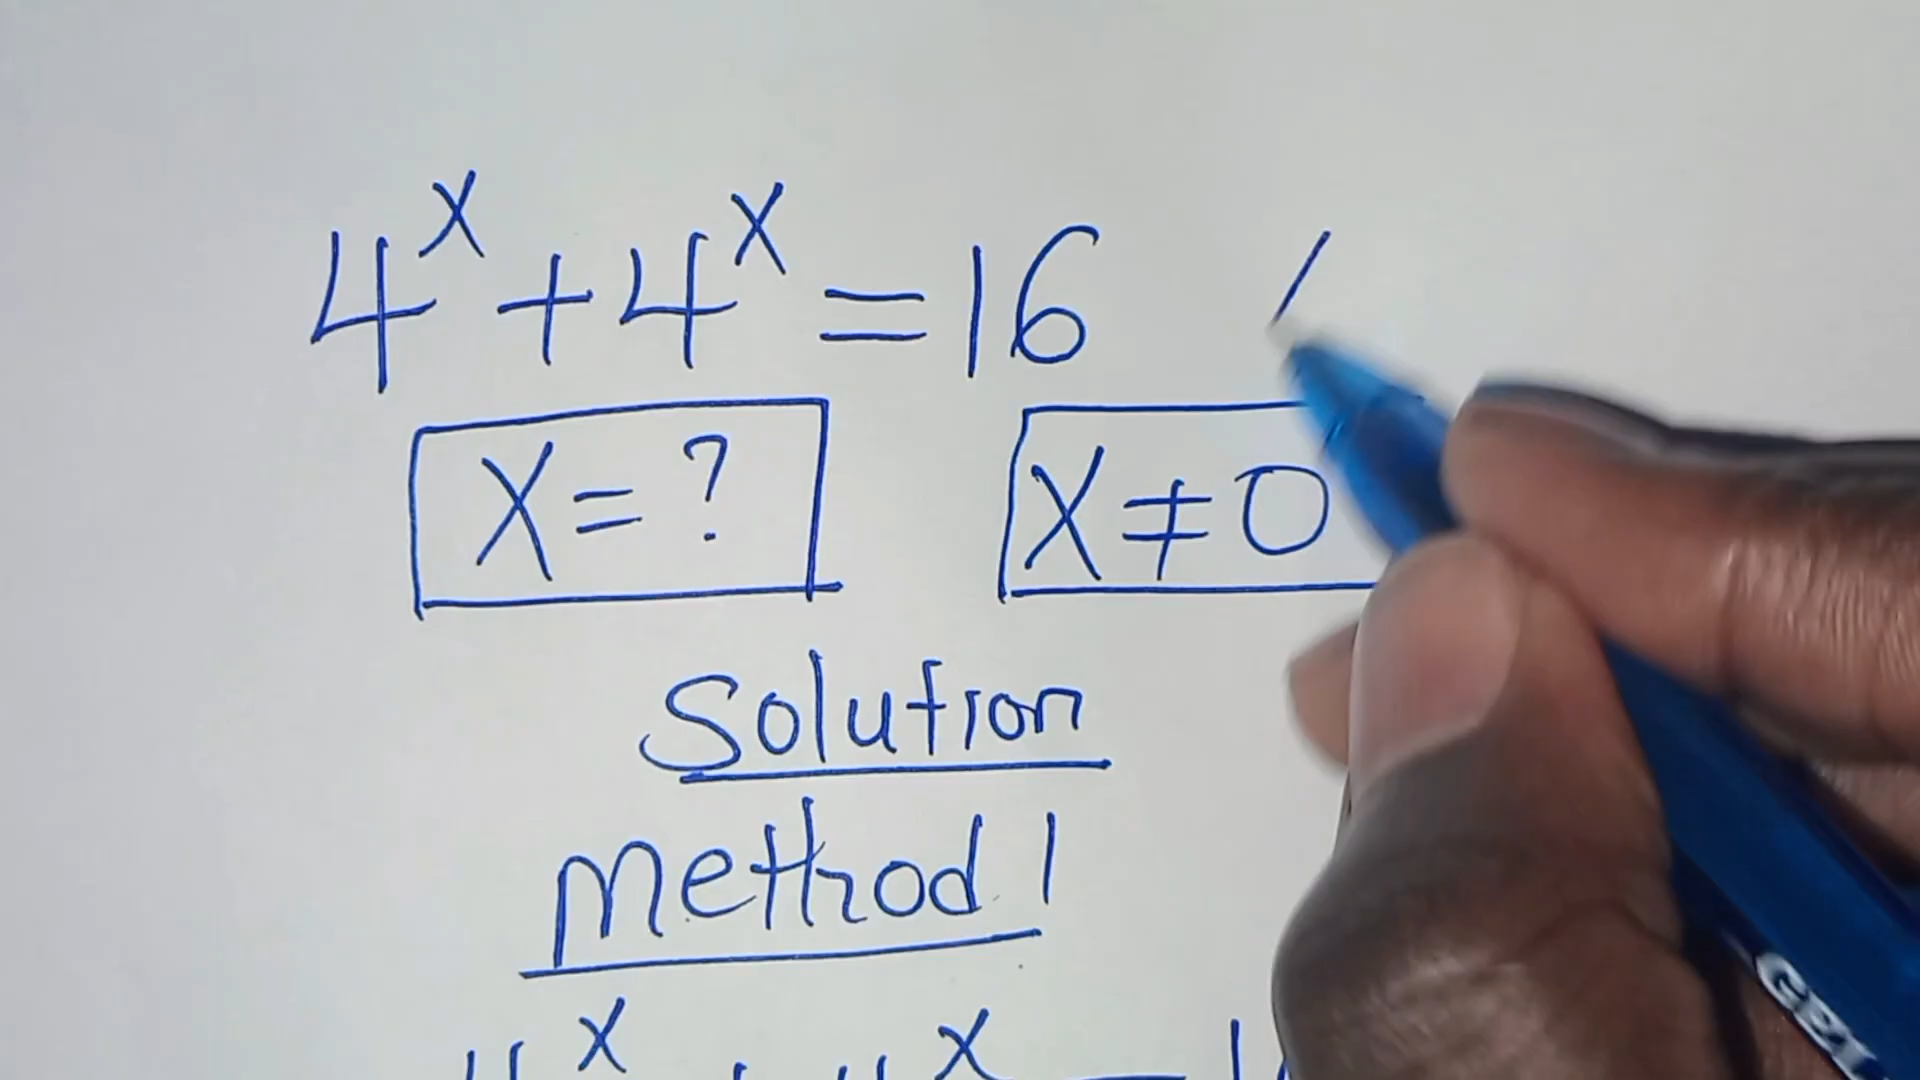 4^x + 4^x = 16
X = ? X ≠ 0
Solution
Method 1